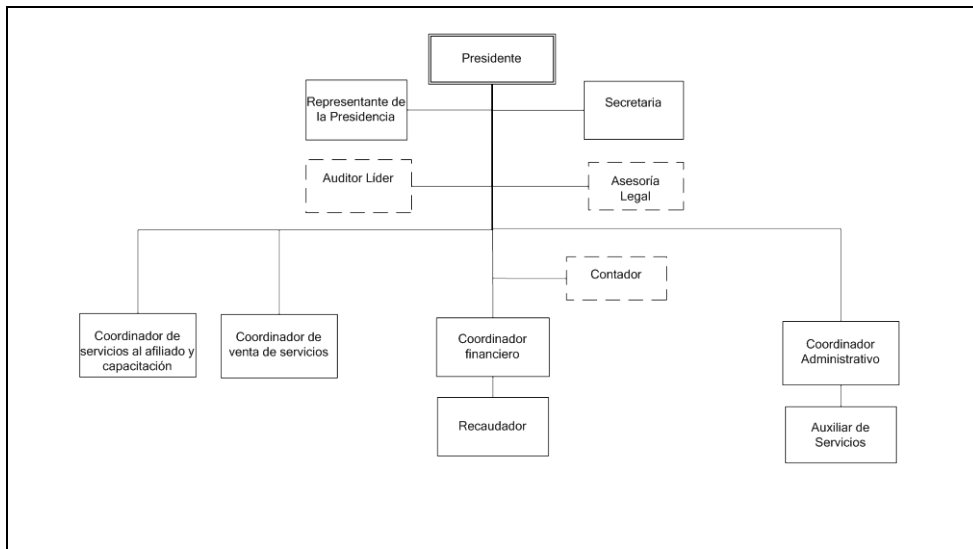 Presidente
Representante de
la Presidencia
Secretaria
Auditor Líder
Asesoría
Legal
Contador
Coordinador de
servicios al afiliado y
capacitación
Coordinador de
venta de servicios
Coordinador
financiero
Coordinador
Administrativo
Recaudador
Auxiliar de
Servicios